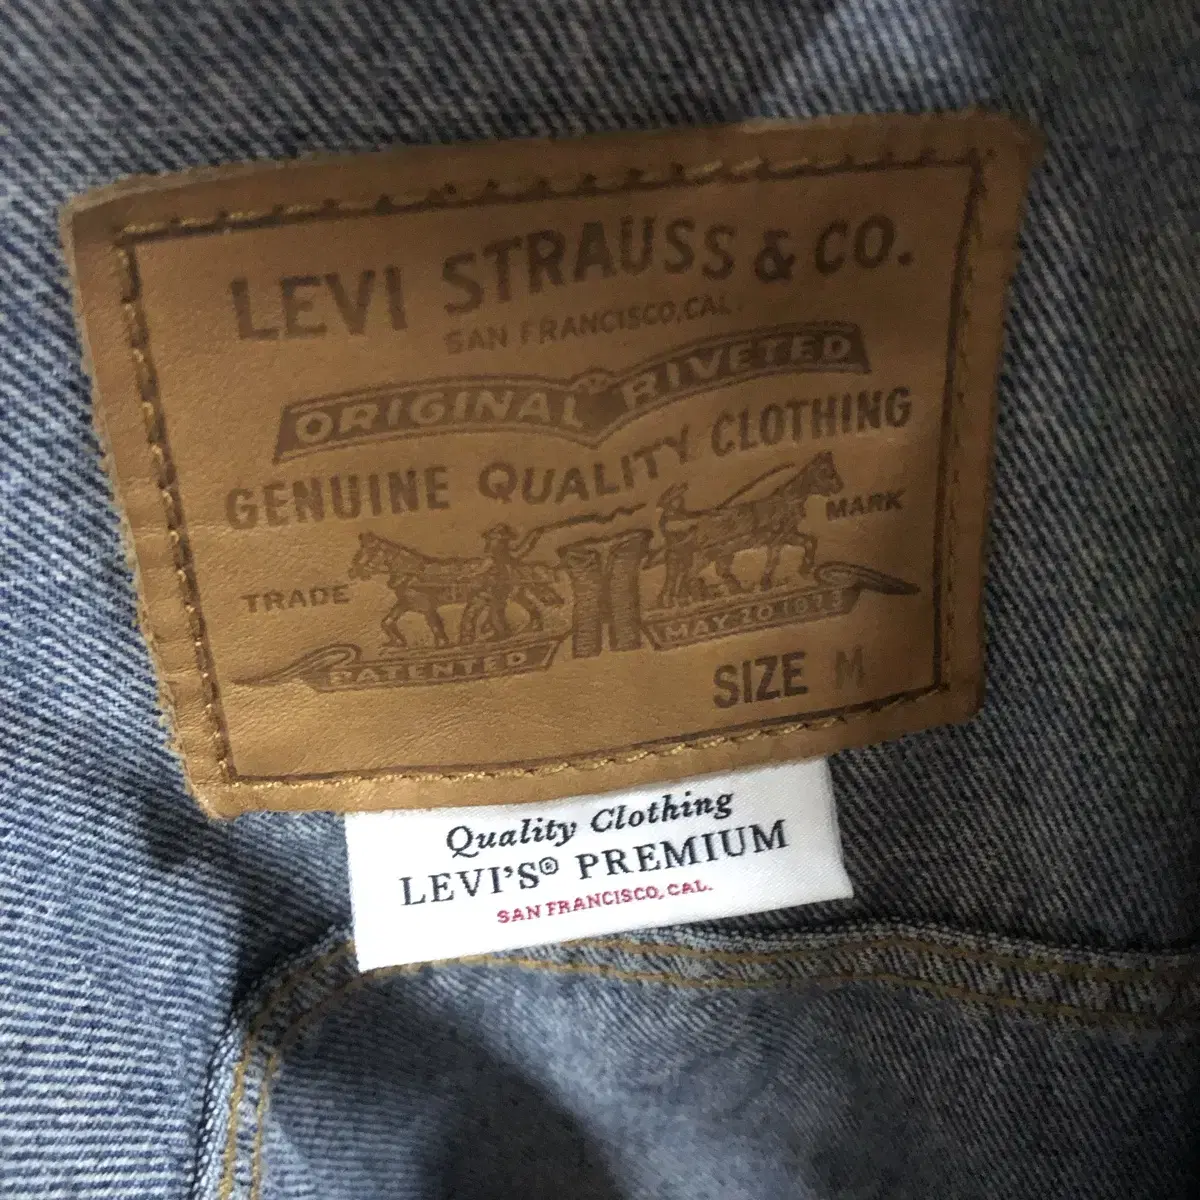 LEVI STRAUSS & CO.
SAN FRANCISCO, CAL.
ORIGINAL RIVETED
GENUINE QUALITY CLOTHING
TRADE MARK
PATENTED MAY 20 1873
SIZE M
Quality Clothing
LEVI'S® PREMIUM
SAN FRANCISCO, CAL.